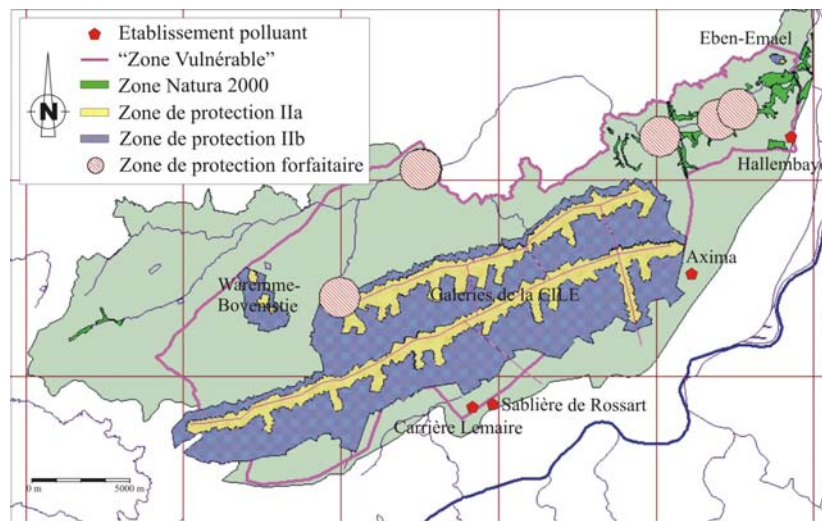 Etablissement polluant
“Zone Vulnérable”
Zone Natura 2000
Zone de protection IIa
Zone de protection IIb
Zone de protection forfaitaire
N
Eben-Emael
Hallembaye
Axima
Waremme-
Bovenistie
Galeries de la CILE
Sablière de Rossart
Carrière Lemaire
0 m
5000 m